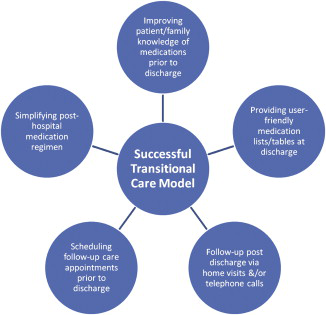 Improving
patient/family
knowledge of
medications
prior to
discharge
Simplifying post-
hospital
medication
regimen
Providing user-
friendly
medication
lists/tables at
discharge
Successful
Transitional
Care Model
Scheduling
follow-up care
appointments
prior to
discharge
Follow-up post
discharge via
home visits &/or
telephone calls